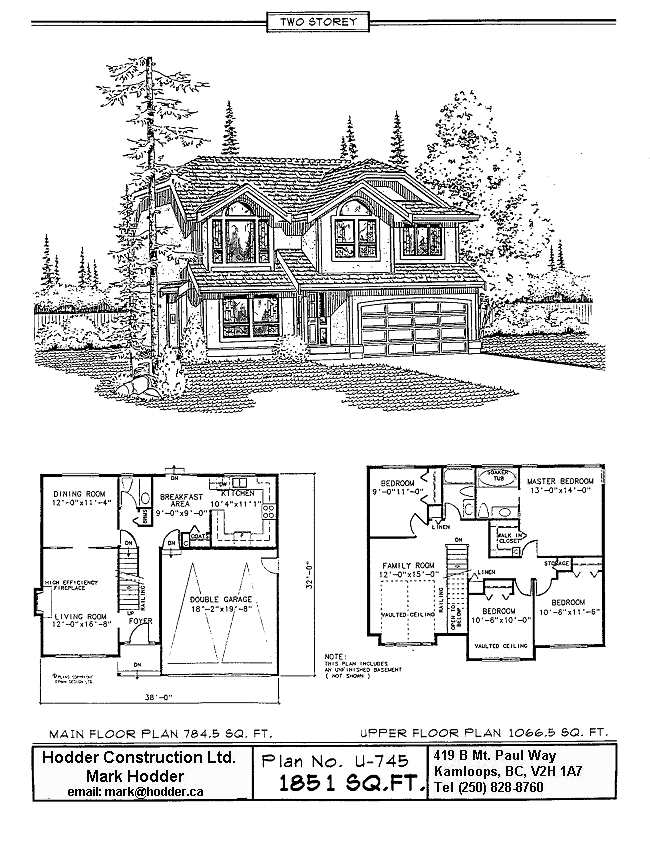 TWO STOREY
DN
DINING ROOM
12'-0"x11'-4"
BREAKFAST
AREA
9'-0"x9'-0"
DW
KITCHEN
10'4"x11'1"
COATS
DN
DN
HIGH EFFICIENCY
FIREPLACE
LIVING ROOM
12'-0"x16'-8"
RAILING
UP
FOYER
DOUBLE GARAGE
18'-2"x19'-8"
DN
32'-0"
38'-0"
BEDROOM
9'-0"11'-0"
SOAKER
TUB
MASTER BEDROOM
13'-0"x14'-0"
LINEN
WALK IN
CLOSET
DN
STORAGE
FAMILY ROOM
12'-0"x15'-0"
LINEN
RAILING
OPEN TO
BELOW
VAULTED CEILING
BEDROOM
10'-6"x10'-0"
VAULTED CEILING
BEDROOM
10'-6"x11'-6"
NOTE:
THIS PLAN INCLUDES
AN UNFINISHED BASEMENT
( NOT SHOWN )
MAIN FLOOR PLAN 784.5 SQ. FT.
UPPER FLOOR PLAN 1066.5 SQ. FT.
Hodder Construction Ltd.
Mark Hodder
email: mark@hodder.ca
Plan No. U-745
1851 SQ.FT.
419 B Mt. Paul Way
Kamloops, BC, V2H 1A7
Tel (250) 828-8760